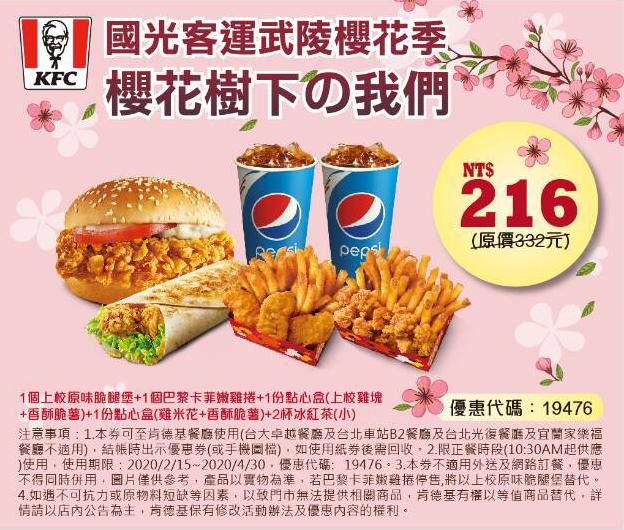 KFC
國光客運武陵櫻花季
櫻花樹下の我們
NT$
216
(原價332元)
pepsi
pepsi
1個上校原味脆腿堡+1個巴黎卡菲嫩雞捲+1份點心盒(上校雞塊
+香酥脆薯)+1份點心盒(雞米花+香酥脆薯)+2杯冰紅茶(小)
優惠代碼：19476
注意事項：1.本券可至肯德基餐廳使用(台大卓越餐廳及台北車站B2餐廳及台北光復餐廳及宜蘭家樂福
餐廳不適用)，結帳時出示優惠券(或手機圖檔)，如使用紙券後需回收。2.限正餐時段(10:30AM起供應
)使用，使用期限：2020/2/15~2020/4/30，優惠代碼：19476。3.本券不適用外送及網路訂餐，優惠
不得同時併用，圖片僅供參考，產品以實物為準，若巴黎卡菲嫩雞捲停售,將以上校原味脆腿堡替代。
4.如遇不可抗力或原物料短缺等因素，以致門市無法提供相關商品，肯德基有權以等值商品替代，詳
情請以店內公告為主，肯德基保有修改活動辦法及優惠內容的權利。